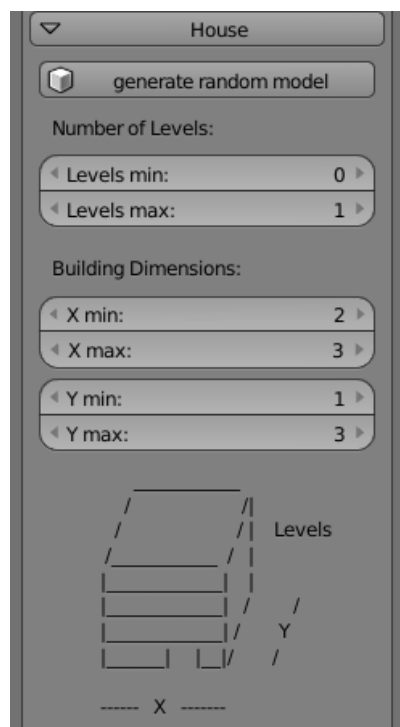 House
generate random model
Number of Levels:
Levels min: 0
Levels max: 1
Building Dimensions:
X min: 2
X max: 3
Y min: 1
Y max: 3
Levels
Y
X